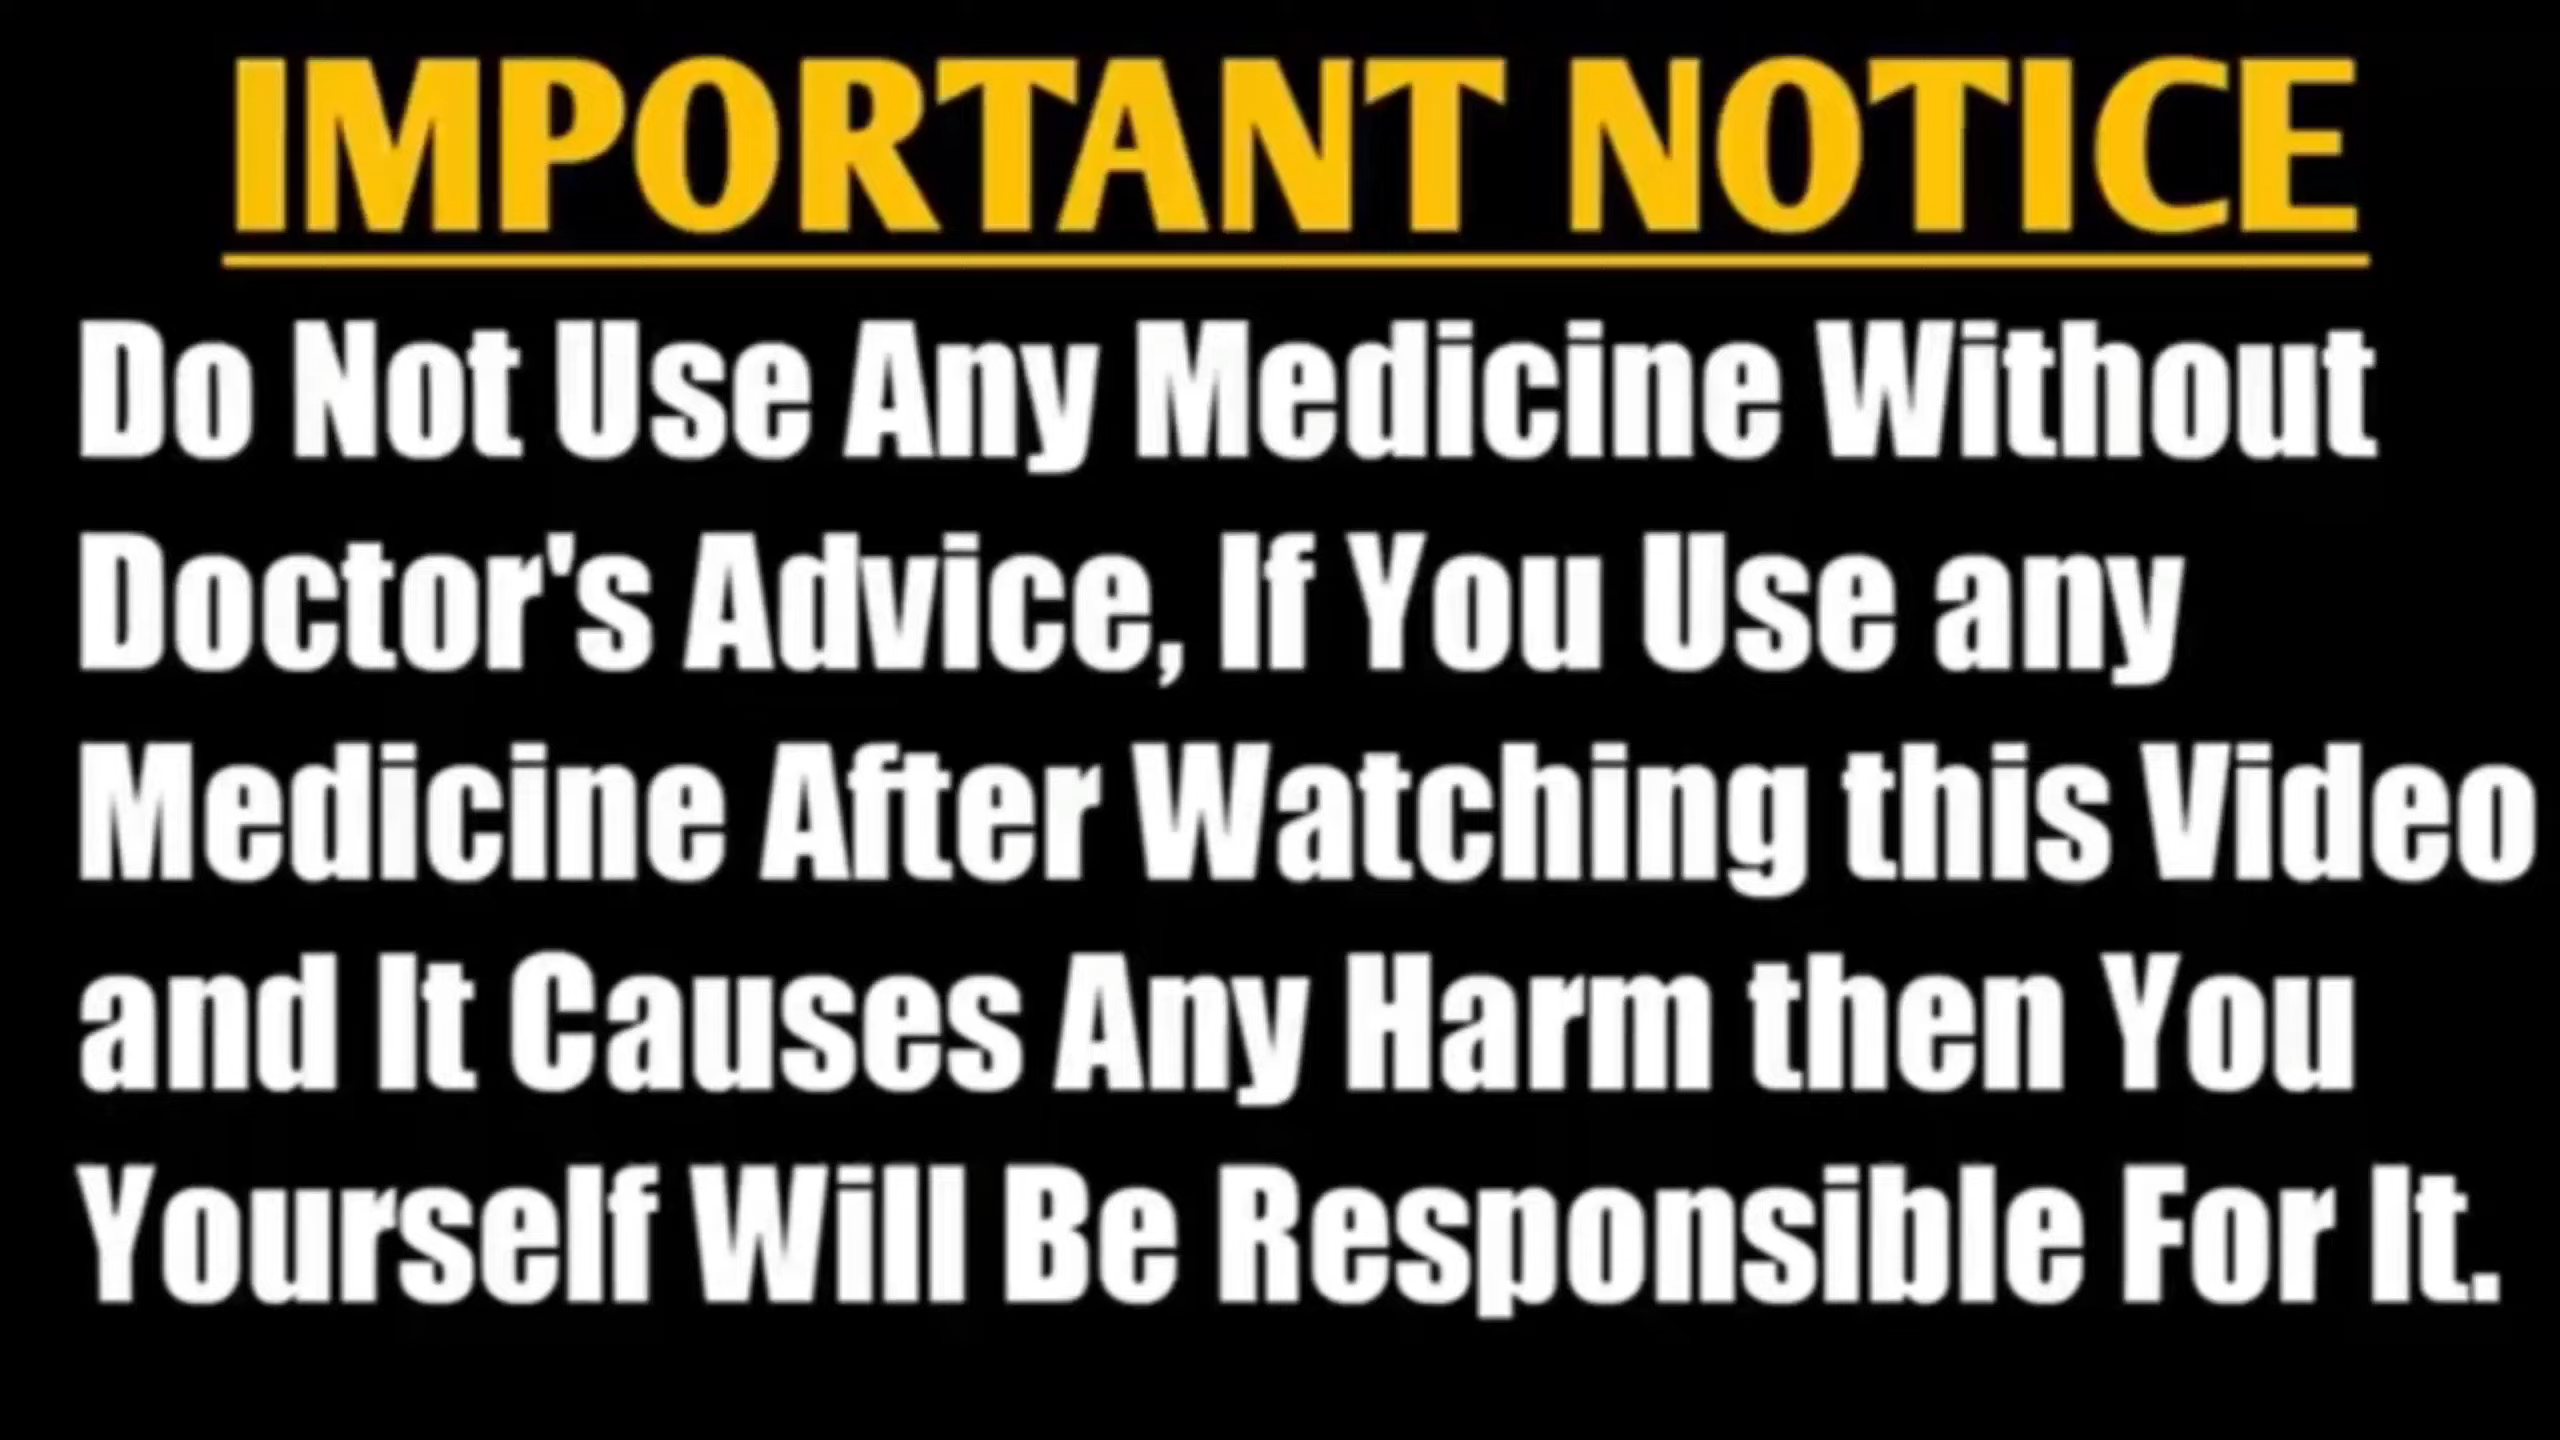 IMPORTANT NOTICE
Do Not Use Any Medicine Without
Doctor's Advice, If You Use any
Medicine After Watching this Video
and It Causes Any Harm then You
Yourself Will Be Responsible For It.